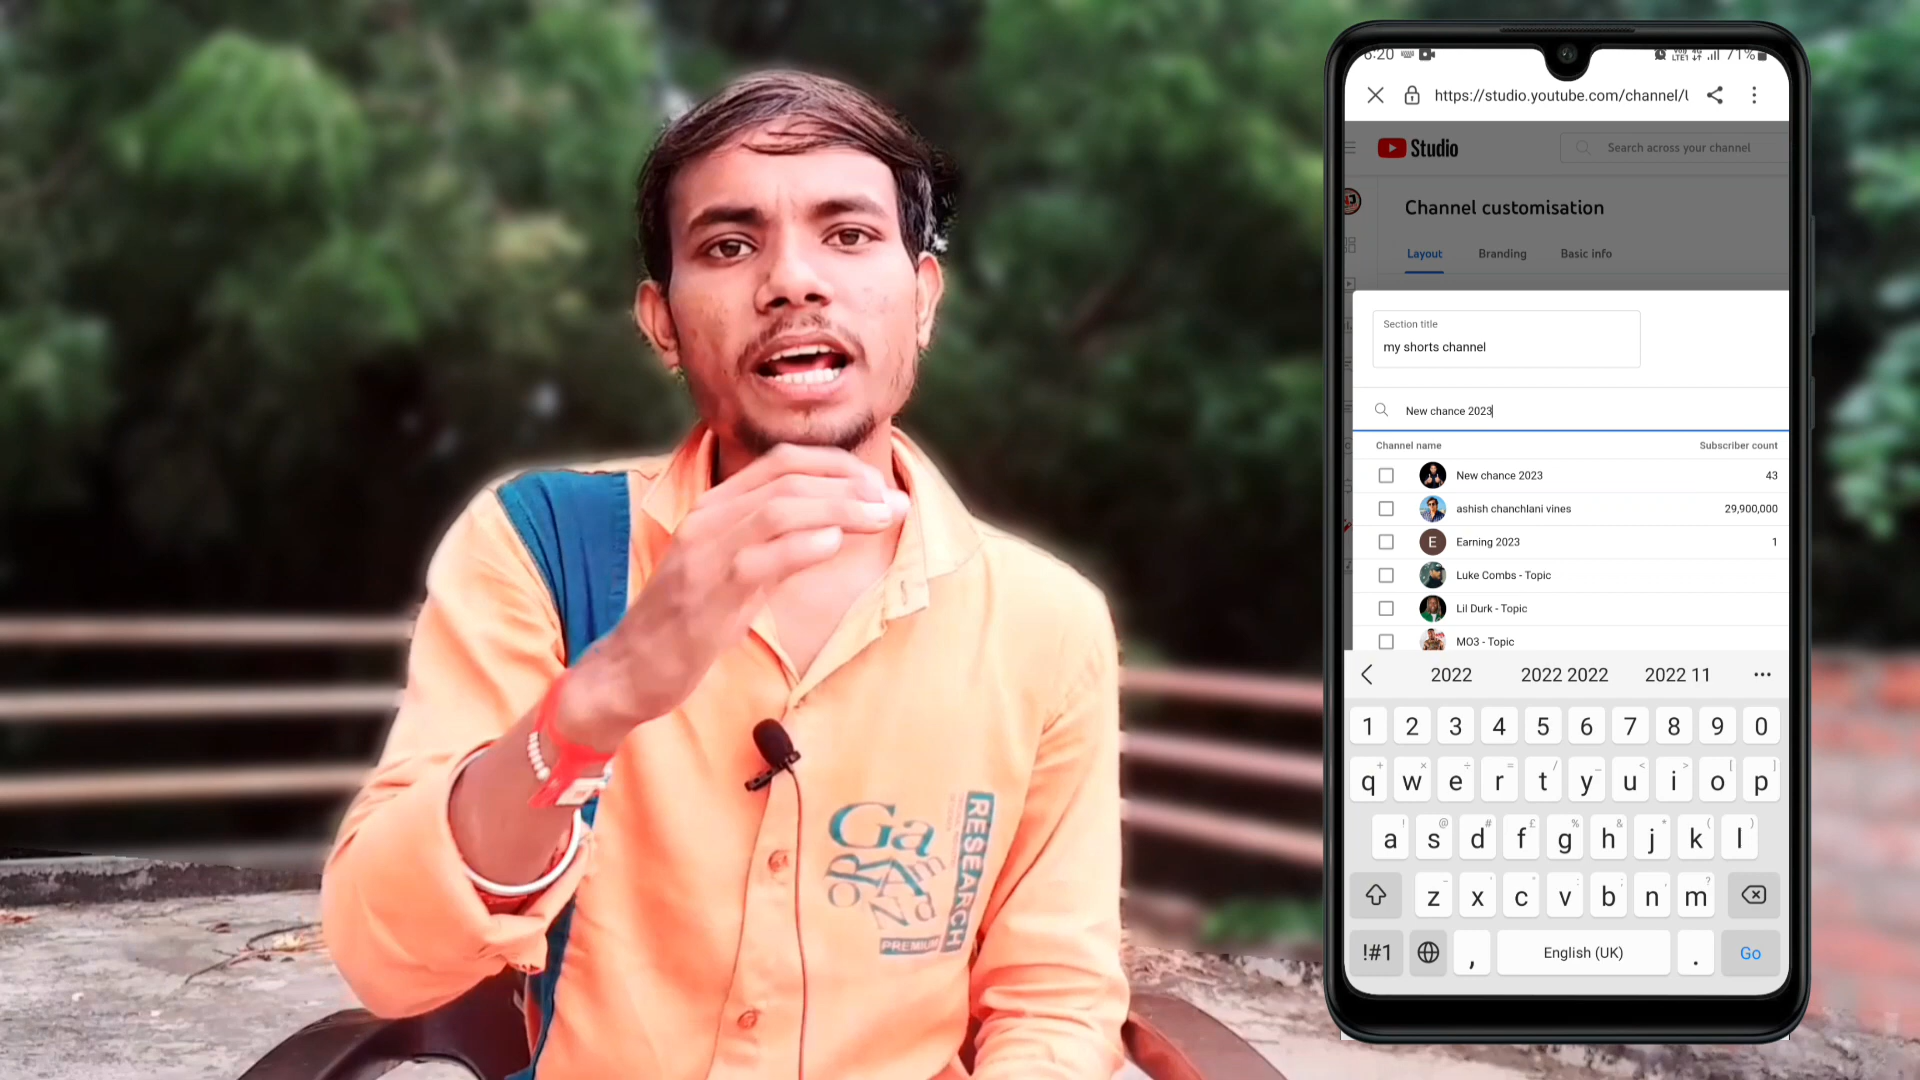 6:20
LTE1 4G 71%
https://studio.youtube.com/channel/U
Studio
Search across your channel
Channel customisation
Layout Branding Basic info
Section title
my shorts channel
New chance 2023
Channel name Subscriber count
New chance 2023 43
ashish chanchlani vines 29,900,000
E Earning 2023 1
Luke Combs - Topic
Lil Durk - Topic
MO3 - Topic
2022 2022 2022 2022 11 ...
1 2 3 4 5 6 7 8 9 0
q w e r t y u i o p
a s d f g h j k l
z x c v b n m
!#1 , English (UK) . Go
RESEARCH
PREMIUM